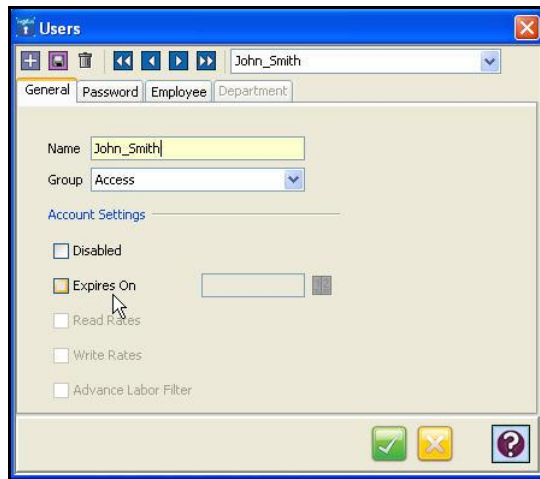 Users
John_Smith
General Password Employee Department
Name John_Smith
Group Access
Account Settings
Disabled
Expires On
Read Rates
Write Rates
Advance Labor Filter